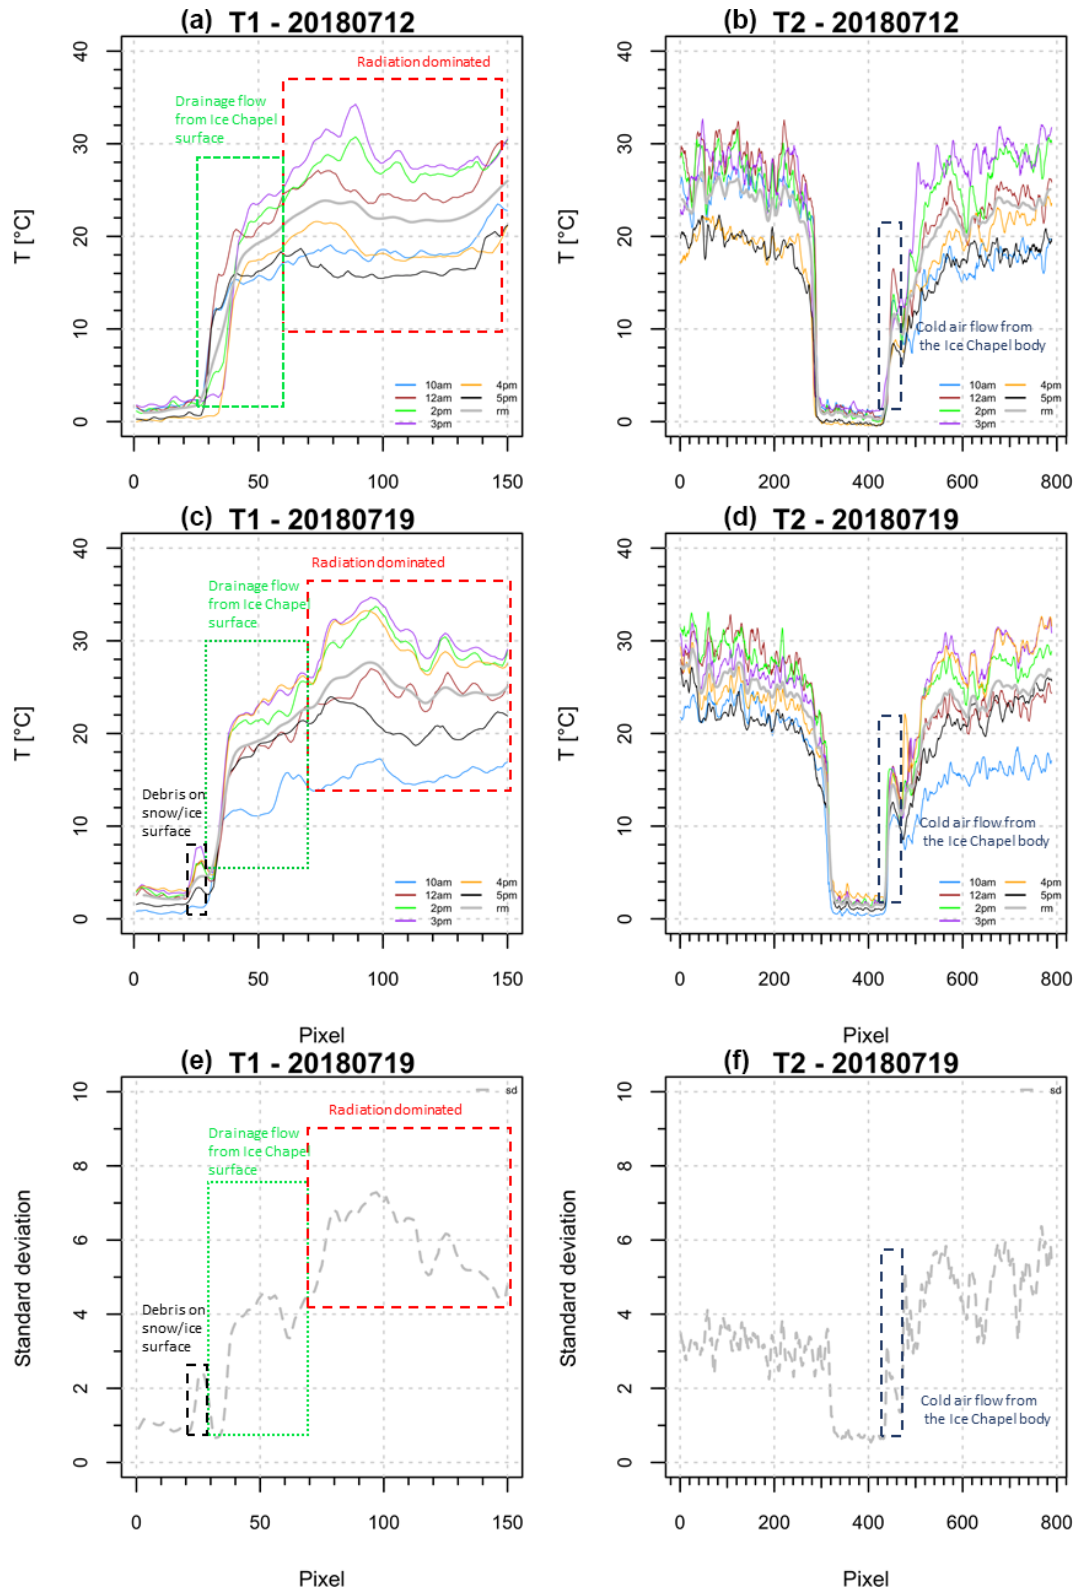 (a) T1 - 20180712
(b) T2 - 20180712
Radiation dominated
Drainage flow
from Ice Chapel
surface
T [°C]
40
30
20
10
0
10am
12am
2pm
3pm
4pm
5pm
rm
0
50
100
150
T [°C]
40
30
20
10
0
Cold air flow from
the Ice Chapel body
10am
12am
2pm
3pm
4pm
5pm
rm
0
200
400
600
800
(c) T1 - 20180719
(d) T2 - 20180719
Radiation dominated
Drainage flow
from Ice Chapel
surface
Debris on
snow/ice
surface
T [°C]
40
30
20
10
0
10am
12am
2pm
3pm
4pm
5pm
rm
0
50
100
150
Pixel
T [°C]
40
30
20
10
0
Cold air flow from
the Ice Chapel body
10am
12am
2pm
3pm
4pm
5pm
rm
0
200
400
600
800
Pixel
(e) T1 - 20180719
(f) T2 - 20180719
sd
Radiation dominated
Drainage flow
from Ice Chapel
surface
Debris on
snow/ice
surface
Standard deviation
10
8
6
4
2
0
0
50
100
150
Pixel
sd
Standard deviation
10
8
6
4
2
0
Cold air flow from
the Ice Chapel body
0
200
400
600
800
Pixel